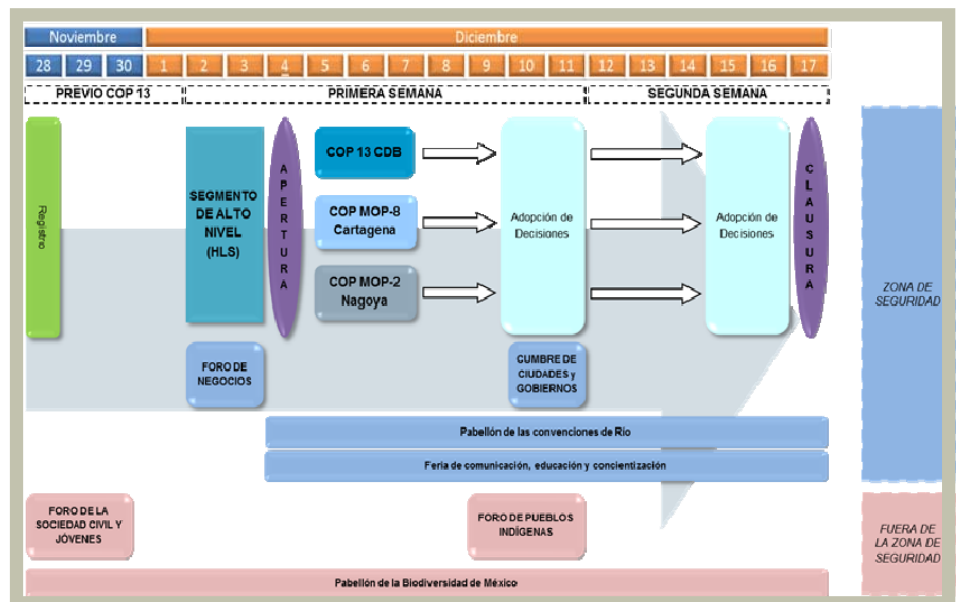 Noviembre Diciembre
28 29 30 1 2 3 4 5 6 7 8 9 10 11 12 13 14 15 16 17
PREVIO COP 13 PRIMERA SEMANA SEGUNDA SEMANA
Registro
SEGMENTO
DE ALTO
NIVEL
(HLS)
APERTURA
COP 13 CDB
COP MOP-8
Cartagena
COP MOP-2
Nagoya
Adopción de
Decisiones
Adopción de
Decisiones
CLAUSURA
ZONA DE
SEGURIDAD
FORO DE
NEGOCIOS
CUMBRE DE
CIUDADES y
GOBIERNOS
Pabellón de las convenciones de Río
Feria de comunicación, educación y concientización
FORO DE LA
SOCIEDAD CIVIL Y
JÓVENES
FORO DE PUEBLOS
INDÍGENAS
FUERA DE
LA ZONA DE
SEGURIDAD
Pabellón de la Biodiversidad de México